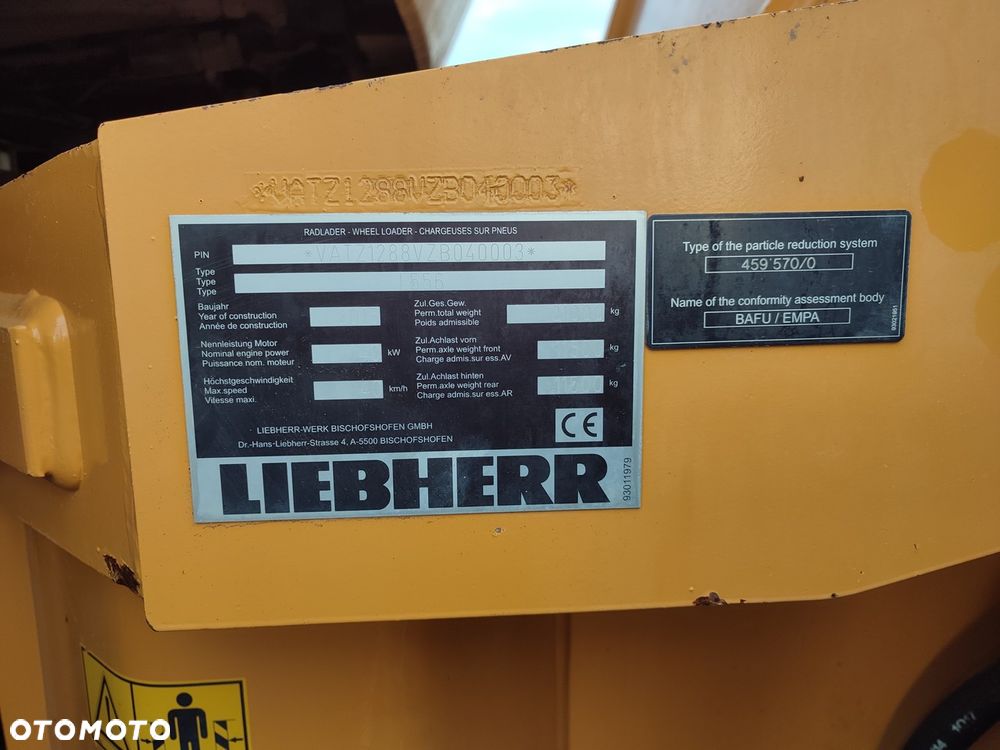 *VATZ1288VZB040003*
RADLADER - WHEEL LOADER - CHARGEUSES SUR PNEUS
PIN *VATZ1288VZB040003*
Type
Type
Type
Baujahr
Year of construction
Année de construction
Nennleistung Motor
Nominal engine power kW
Puissance nom. moteur
Höchstgeschwindigkeit
Max.speed km/h
Vitesse maxi.
Zul.Ges.Gew.
Perm.total weight kg
Poids admissible
Zul.Achlast vorn
Perm.axle weight front kg
Charge admis.sur ess.AV
Zul.Achlast hinten
Perm.axle weight rear kg
Charge admis.sur ess.AR
CE
LIEBHERR-WERK BISCHOFSHOFEN GMBH
Dr.-Hans-Liebherr-Strasse 4, A-5500 BISCHOFSHOFEN
LIEBHERR
93011979
Type of the particle reduction system
459 570/0
Name of the conformity assessment body
BAFU / EMPA
OTOMOTO